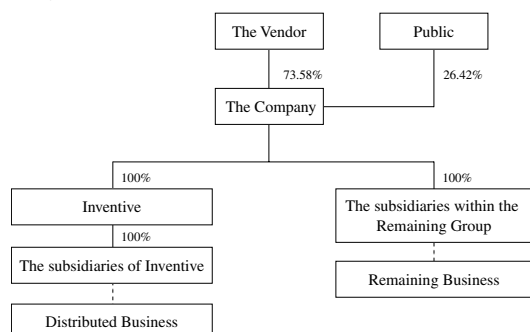 The Vendor
Public
73.58%
26.42%
The Company
100%
100%
Inventive
The subsidiaries within the
Remaining Group
100%
The subsidiaries of Inventive
Remaining Business
Distributed Business